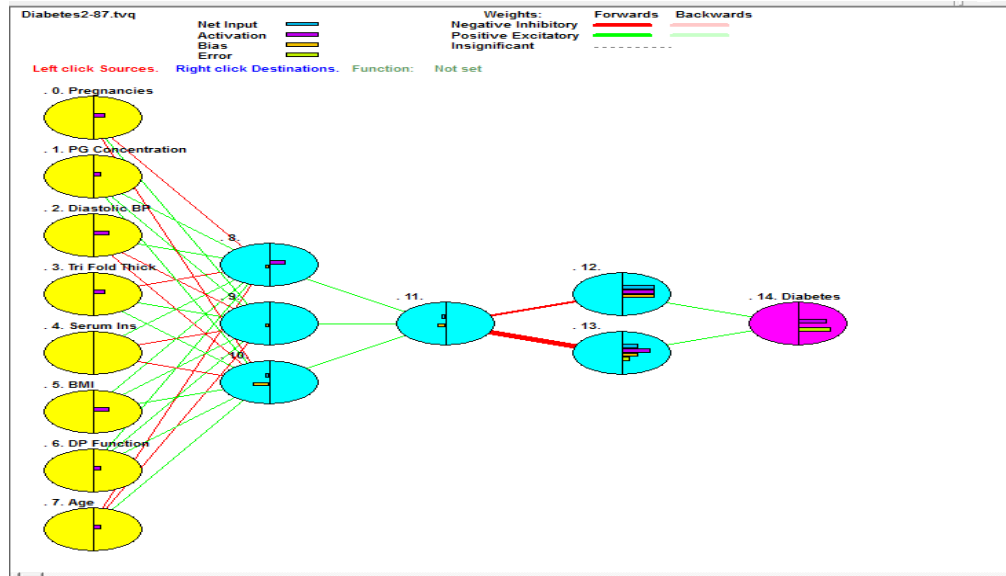 Diabetes2-87.tvq
Net Input
Activation
Bias
Error
Weights: Forwards Backwards
Negative Inhibitory
Positive Excitatory
Insignificant
Left click Sources. Right click Destinations. Function: Not set
. 0. Pregnancies
. 1. PG Concentration
. 2. Diastolic BP
. 3. Tri Fold Thick
. 4. Serum Ins
. 5. BMI
. 6. DP Function
. 7. Age
. 8.
. 9.
. 10.
. 11.
. 12.
. 13.
. 14. Diabetes